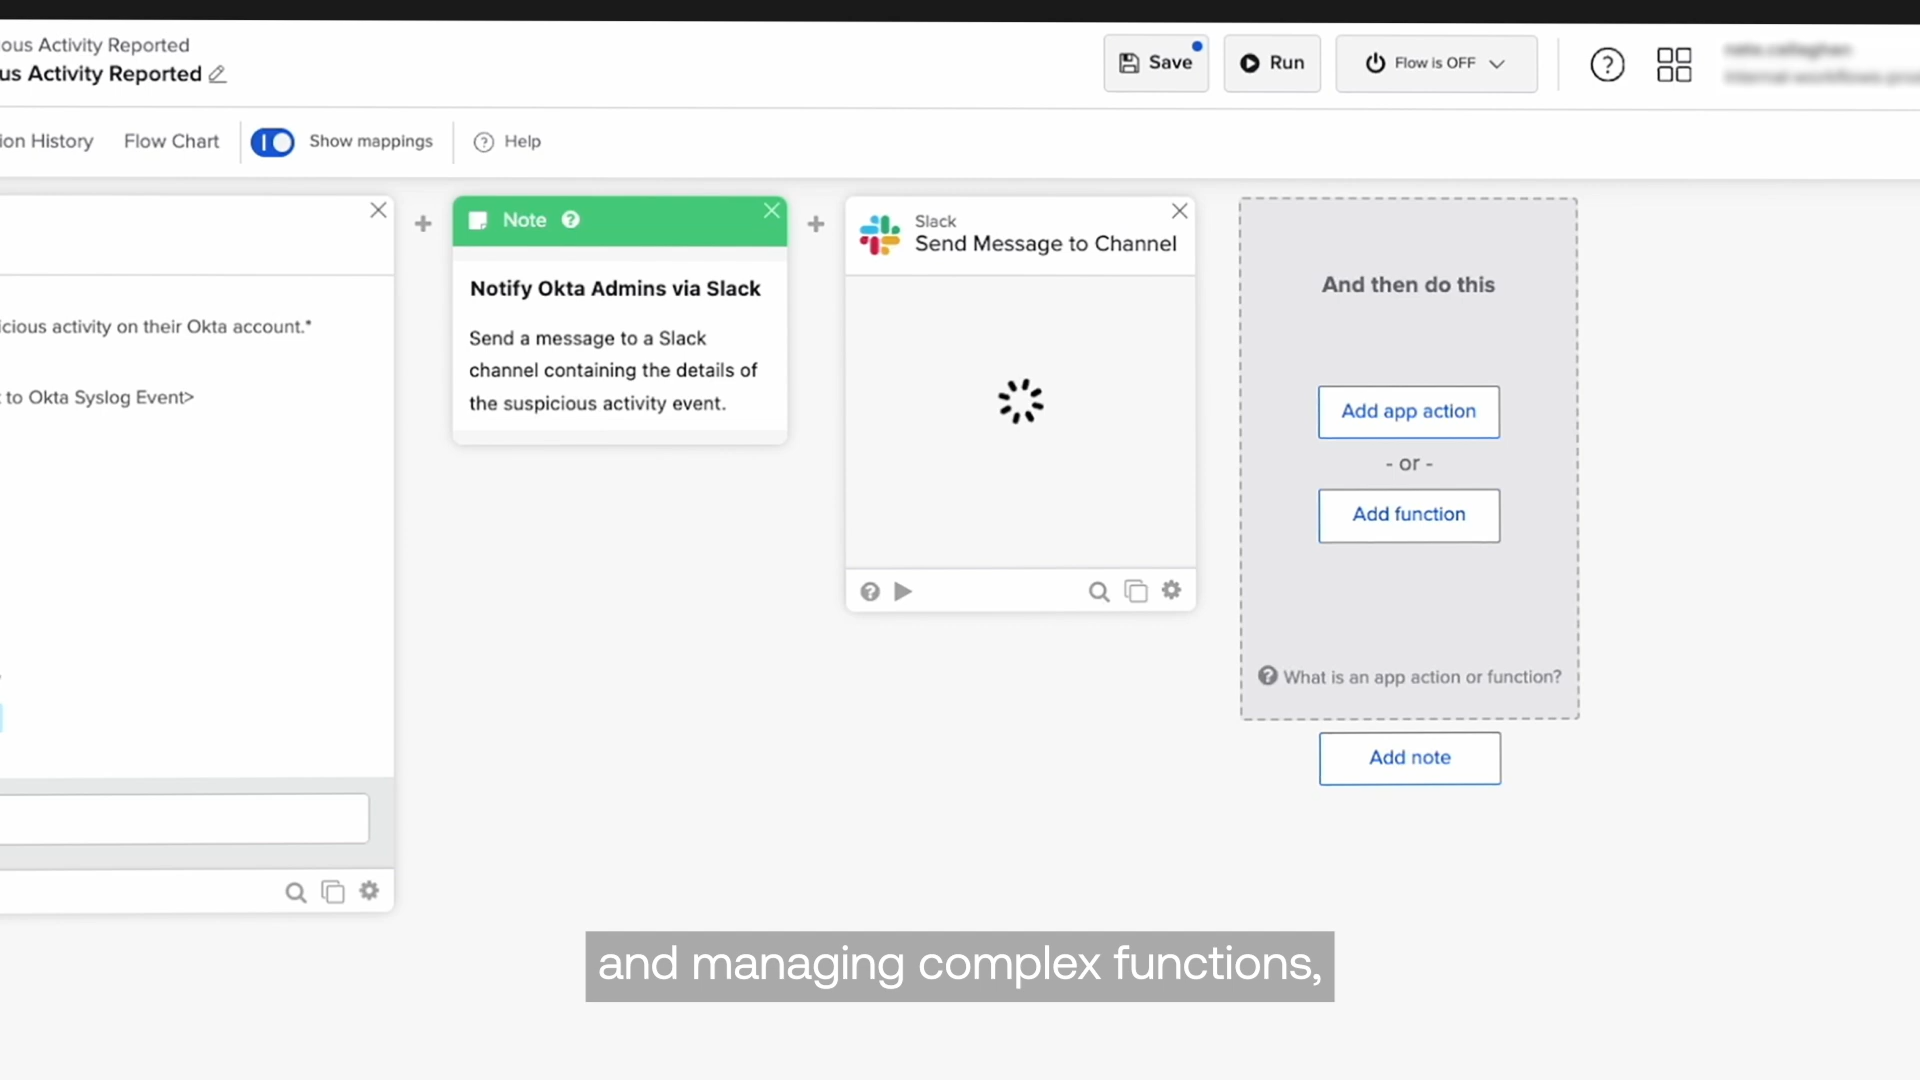 ous Activity Reported
us Activity Reported
Save
Run
Flow is OFF
ion History
Flow Chart
Show mappings
Help
icious activity on their Okta account.*
to Okta Syslog Event>
Note
Notify Okta Admins via Slack
Send a message to a Slack
channel containing the details of
the suspicious activity event.
Slack
Send Message to Channel
And then do this
Add app action
- or -
Add function
What is an app action or function?
Add note
and managing complex functions,